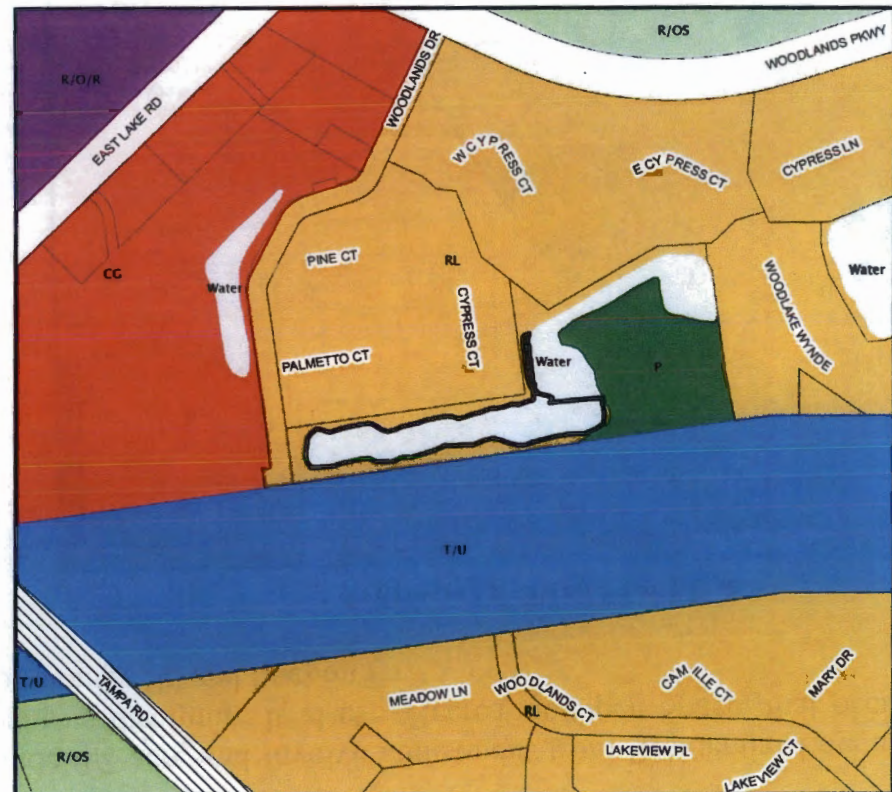 R/OS
WOODLANDS PKWY
R/O/R
EAST LAKE RD
WOODLANDS DR
W CYPRESS CT
E CYPRESS CT
CYPRESS LN
PINE CT
RL
CG
Water
Water
WOODLAKE WYNDE
CYPRESS CT
PALMETTO CT
Water
P
T/U
T/U
TAMPA RD
MEADOW LN
WOODLANDS CT
CAMILLE CT
MARY DR
RL
R/OS
LAKEVIEW PL
LAKEVIEW CT